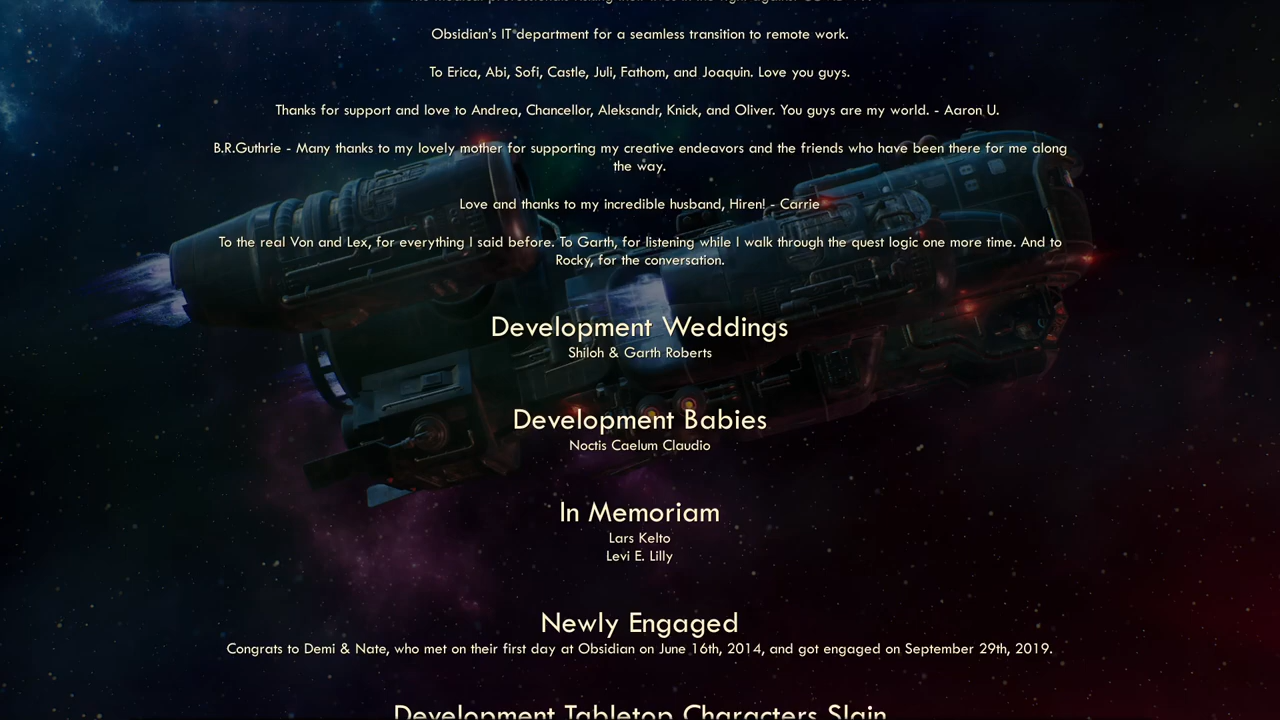 Obsidian's IT department for a seamless transition to remote work.
To Erica, Abi, Sofi, Castle, Juli, Fathom, and Joaquin. Love you guys.
Thanks for support and love to Andrea, Chancellor, Aleksandr, Knick, and Oliver. You guys are my world. - Aaron U.
B.R.Guthrie - Many thanks to my lovely mother for supporting my creative endeavors and the friends who have been there for me along
the way.
Love and thanks to my incredible husband, Hiren! - Carrie
To the real Von and Lex, for everything I said before. To Garth, for listening while I walk through the quest logic one more time. And to
Rocky, for the conversation.
Development Weddings
Shiloh & Garth Roberts
Development Babies
Noctis Caelum Claudio
In Memoriam
Lars Kelto
Levi E. Lilly
Newly Engaged
Congrats to Demi & Nate, who met on their first day at Obsidian on June 16th, 2014, and got engaged on September 29th, 2019.
Development Tabletop Characters Slain